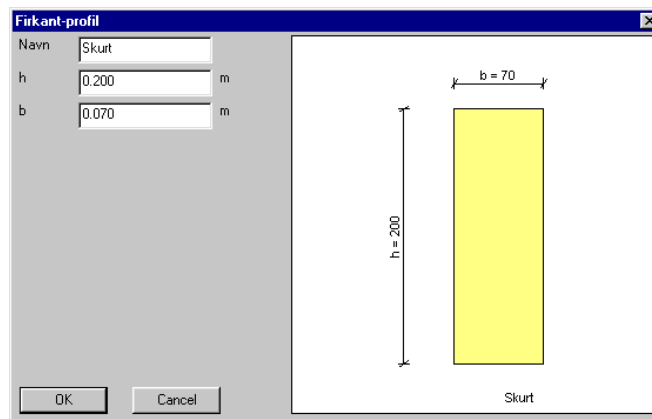 Firkant-profil
Navn Skurt
h 0.200 m
b 0.070 m
b = 70
h = 200
Skurt
OK Cancel